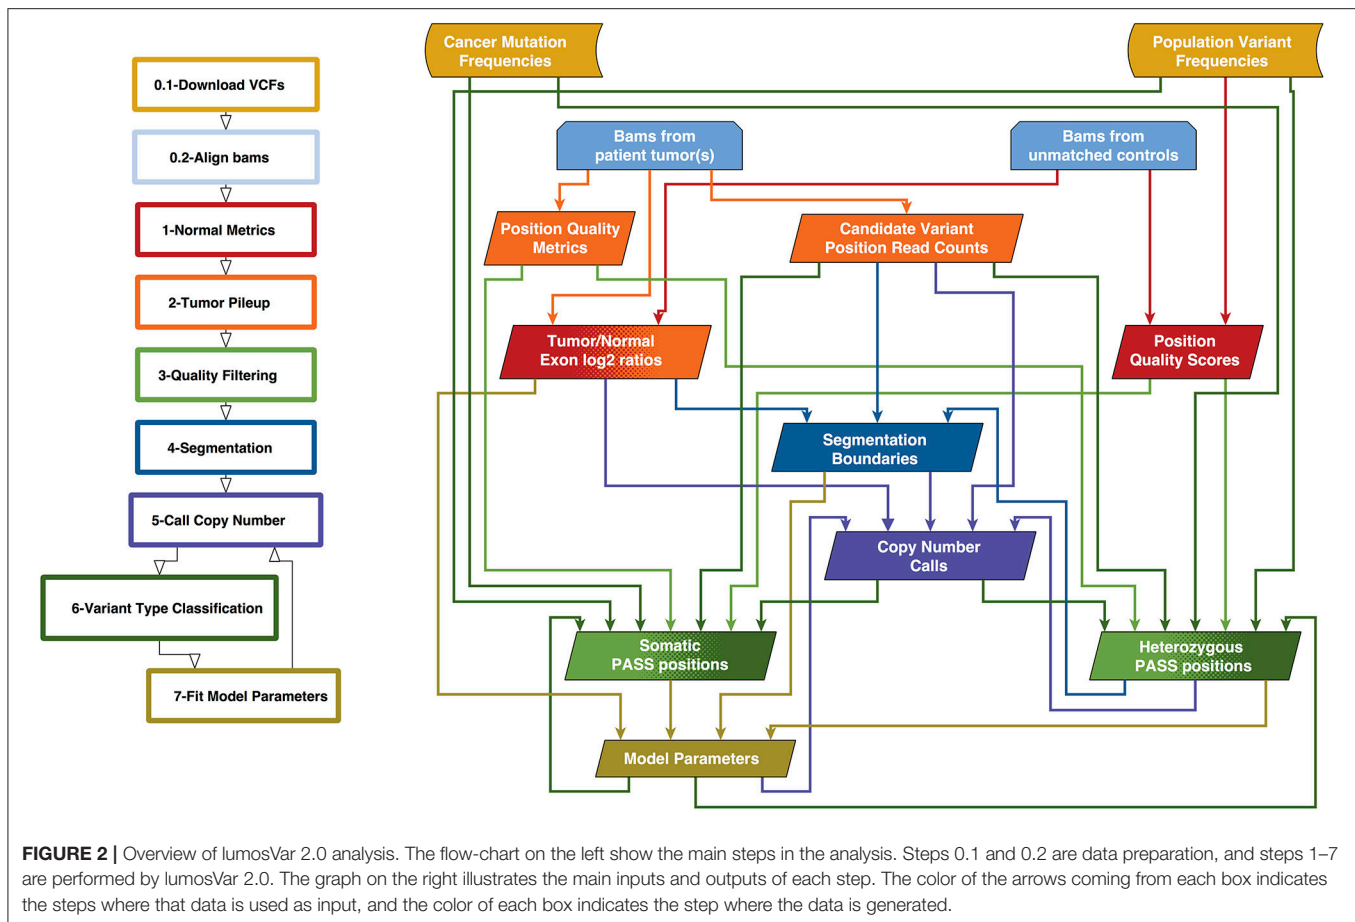 0.1-Download VCFs
0.2-Align bams
1-Normal Metrics
2-Tumor Pileup
3-Quality Filtering
4-Segmentation
5-Call Copy Number
6-Variant Type Classification
7-Fit Model Parameters
Cancer Mutation
Frequencies
Population Variant
Frequencies
Bams from
patient tumor(s)
Bams from
unmatched controls
Position Quality
Metrics
Candidate Variant
Position Read Counts
Tumor/Normal
Exon log2 ratios
Position
Quality Scores
Segmentation
Boundaries
Copy Number
Calls
Somatic
PASS positions
Heterozygous
PASS positions
Model Parameters
FIGURE 2 | Overview of lumosVar 2.0 analysis. The flow-chart on the left show the main steps in the analysis. Steps 0.1 and 0.2 are data preparation, and steps 1–7
are performed by lumosVar 2.0. The graph on the right illustrates the main inputs and outputs of each step. The color of the arrows coming from each box indicates
the steps where that data is used as input, and the color of each box indicates the step where the data is generated.